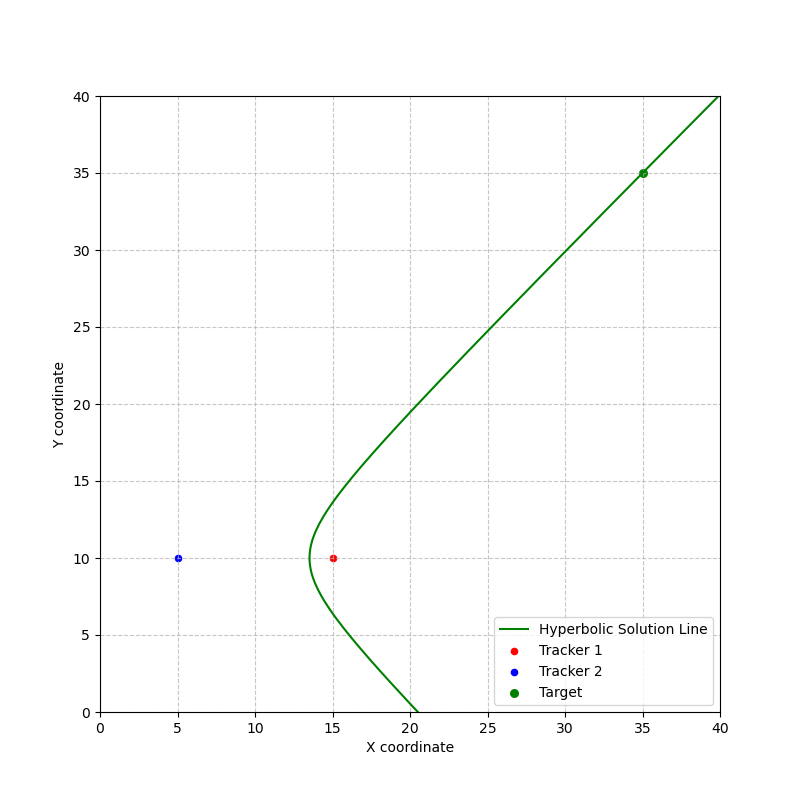 40
35
30
25
20
15
10
5
0
Y coordinate
0 5 10 15 20 25 30 35 40
X coordinate
Hyperbolic Solution Line
Tracker 1
Tracker 2
Target